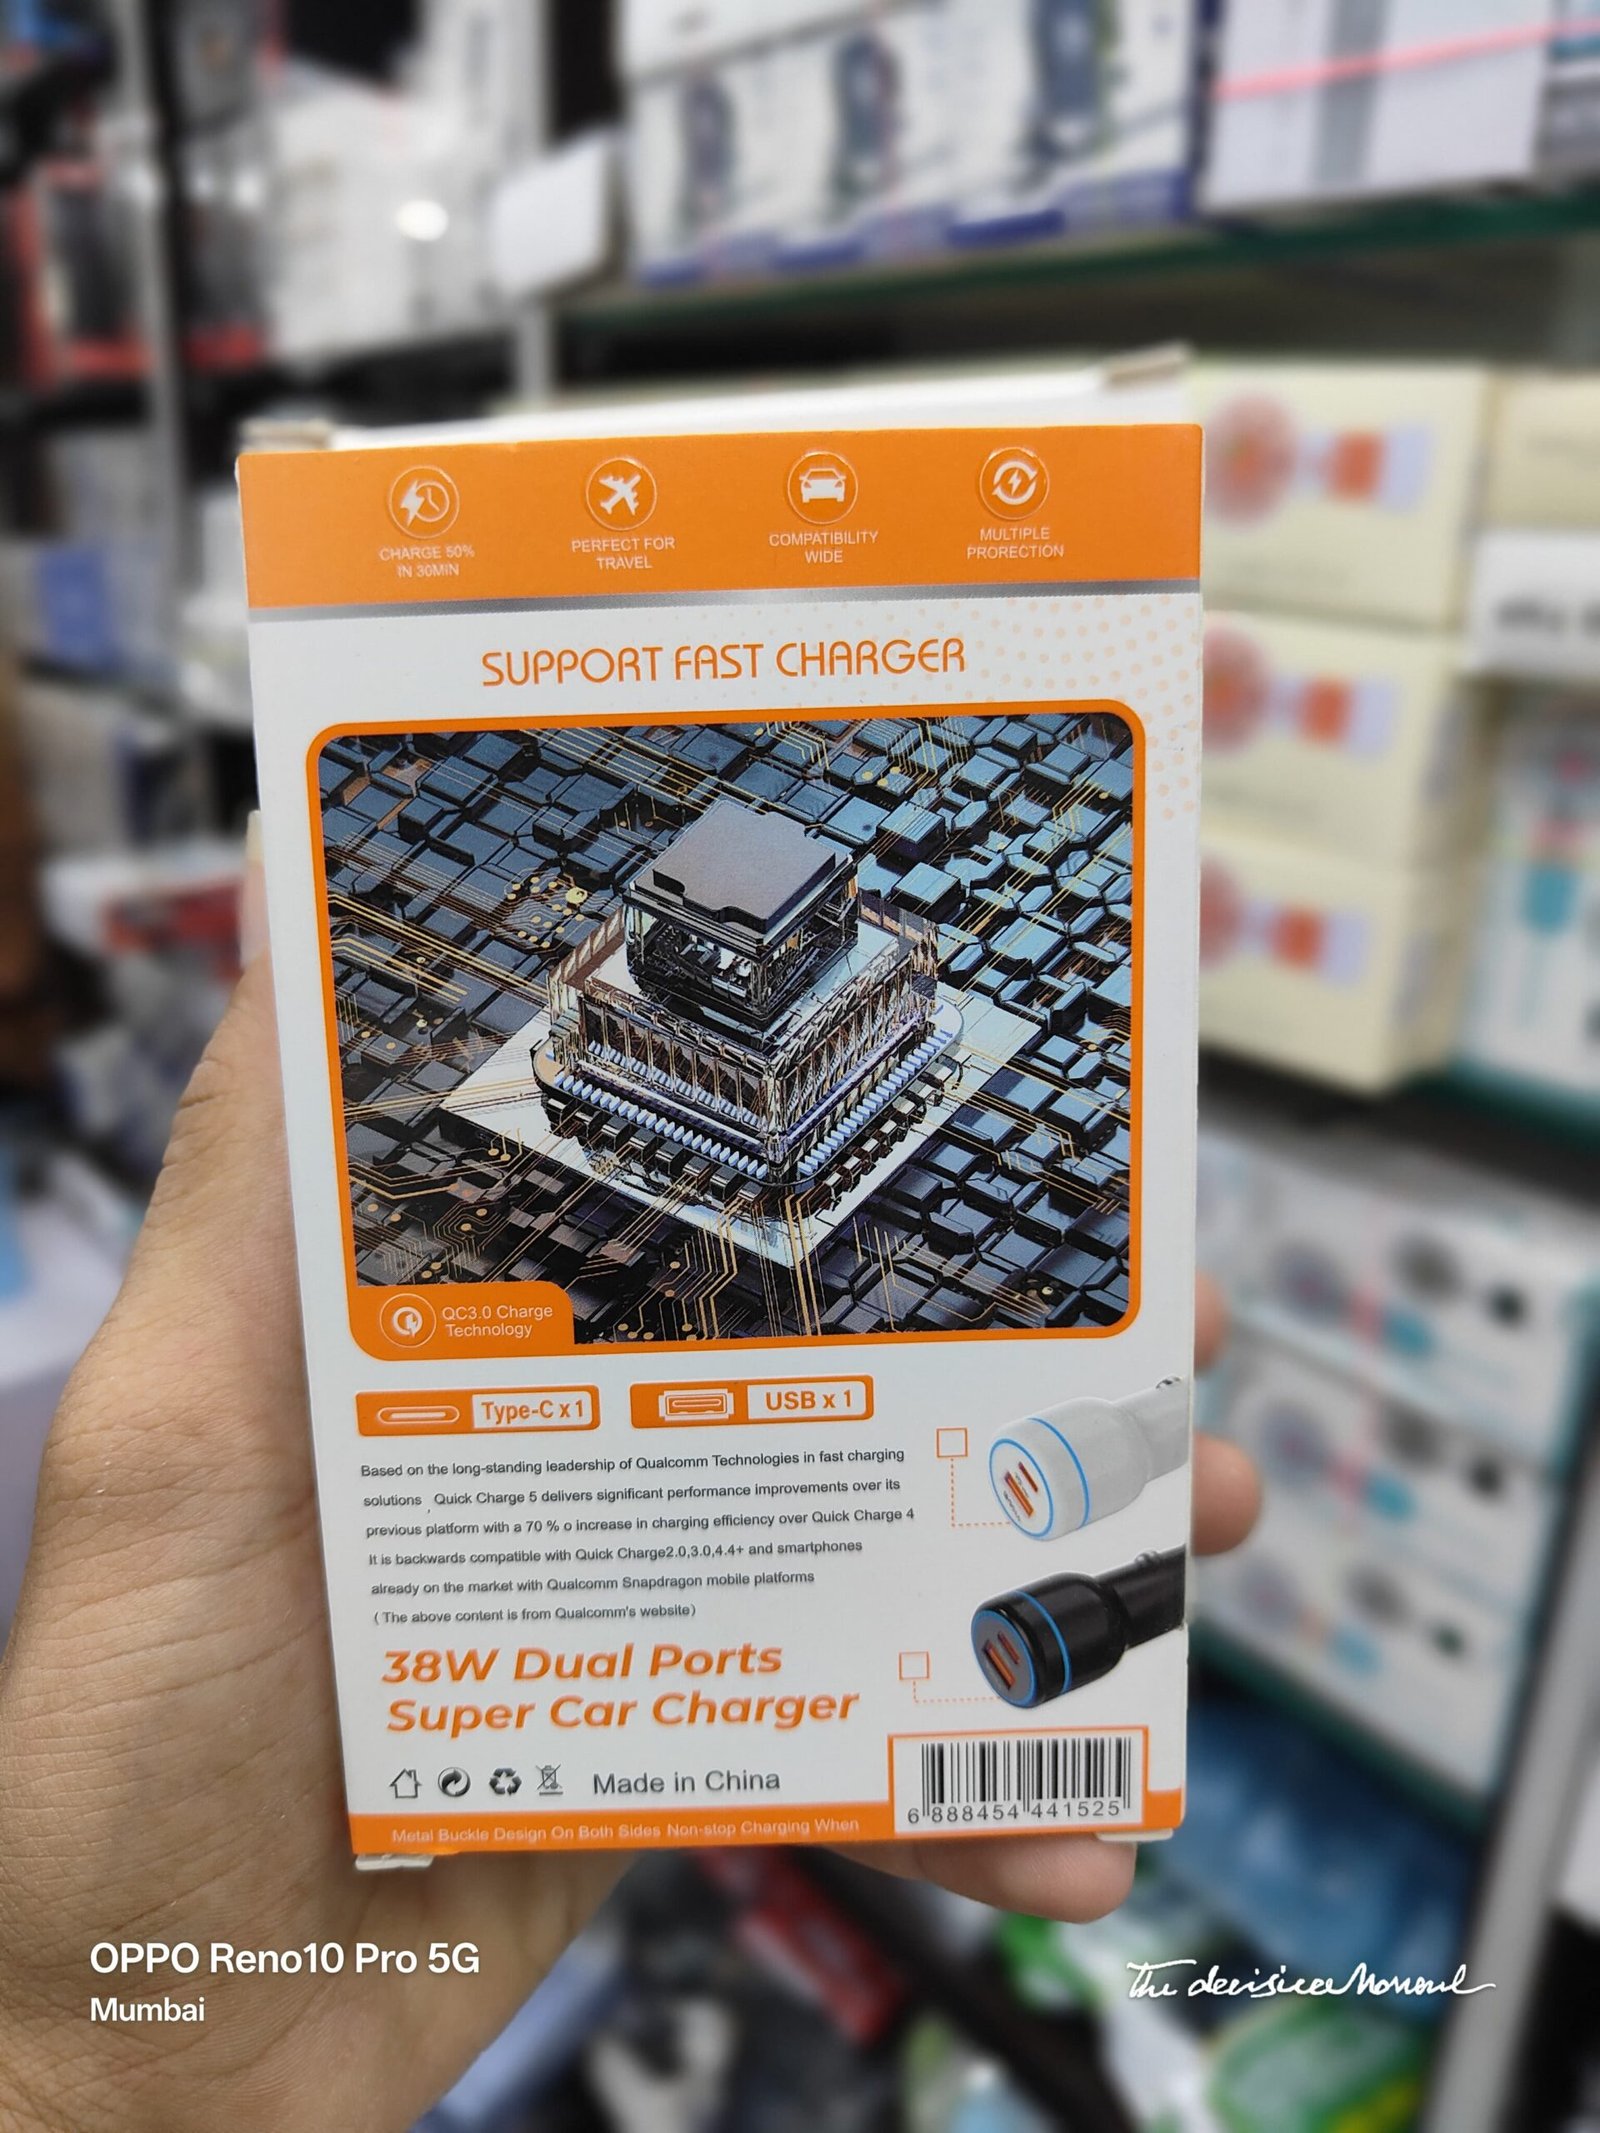 CHARGE 50%
IN 30MIN
PERFECT FOR
TRAVEL
COMPATIBILITY
WIDE
MULTIPLE
PRORECTION
SUPPORT FAST CHARGER
QC3.0 Charge
Technology
Type-C x 1
USB x 1
Based on the long-standing leadership of Qualcomm Technologies in fast charging
solutions , Quick Charge 5 delivers significant performance improvements over its
previous platform with a 70 % o increase in charging efficiency over Quick Charge 4
It is backwards compatible with Quick Charge2.0,3.0,4.4+ and smartphones
already on the market with Qualcomm Snapdragon mobile platforms
( The above content is from Qualcomm's website)
38W Dual Ports
Super Car Charger
Made in China
6 888454 441525
Metal Buckle Design On Both Sides Non-stop Charging When
OPPO Reno10 Pro 5G
Mumbai